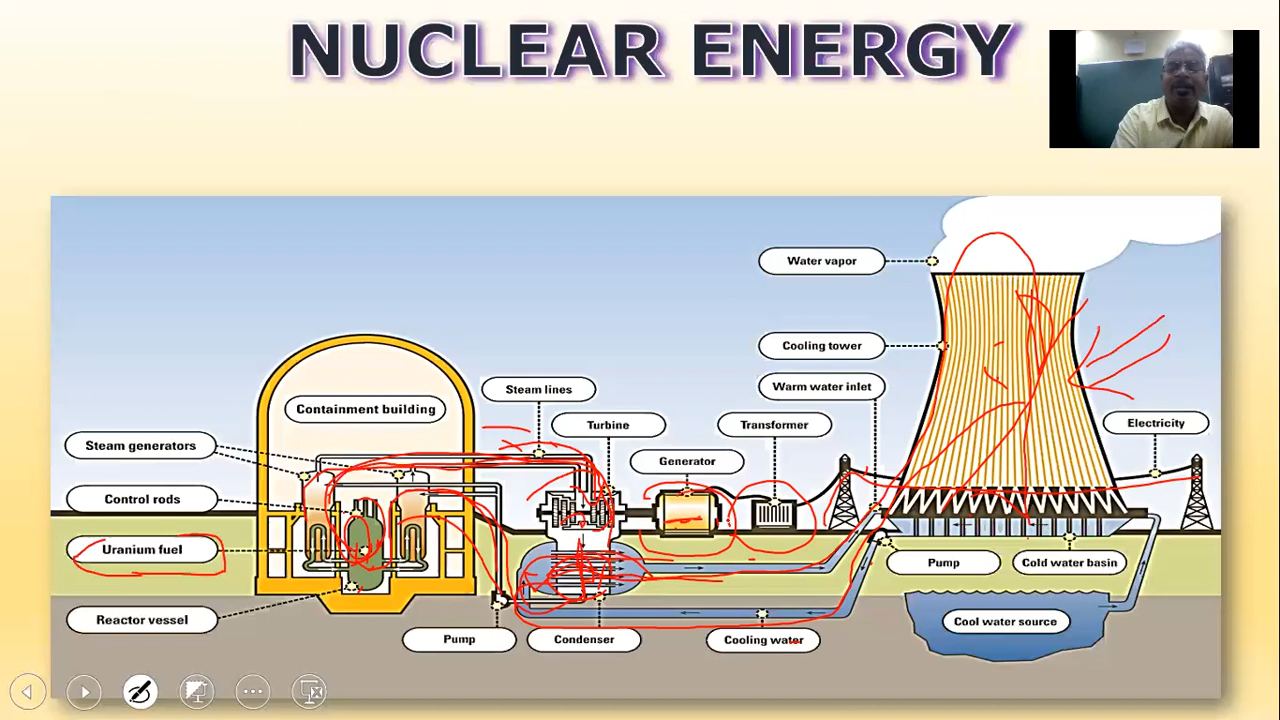 NUCLEAR ENERGY
Water vapor
Cooling tower
Steam lines
Warm water inlet
Containment building
Turbine
Transformer
Electricity
Steam generators
Generator
Control rods
Uranium fuel
Pump
Cold water basin
Reactor vessel
Cool water source
Pump
Condenser
Cooling water